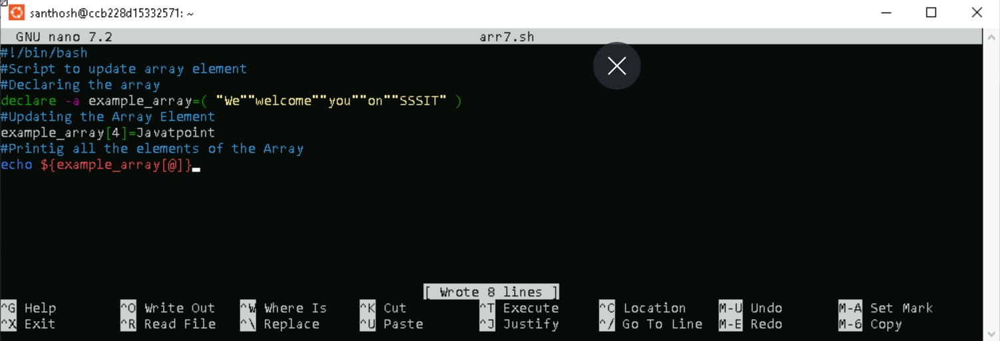 santhosh@ccb228d15332571: ~
GNU nano 7.2 arr7.sh
#!/bin/bash
#Script to update array element
#Declaring the array
declare -a example_array=( "We""welcome""you""on""SSSIT" )
#Updating the Array Element
example_array[4]=Javatpoint
#Printig all the elements of the Array
echo ${example_array[@]}
[ Wrote 8 lines ]
^G Help ^O Write Out ^W Where Is ^K Cut ^T Execute ^C Location M-U Undo M-A Set Mark
^X Exit ^R Read File ^\ Replace ^U Paste ^J Justify ^/ Go To Line M-E Redo M-6 Copy